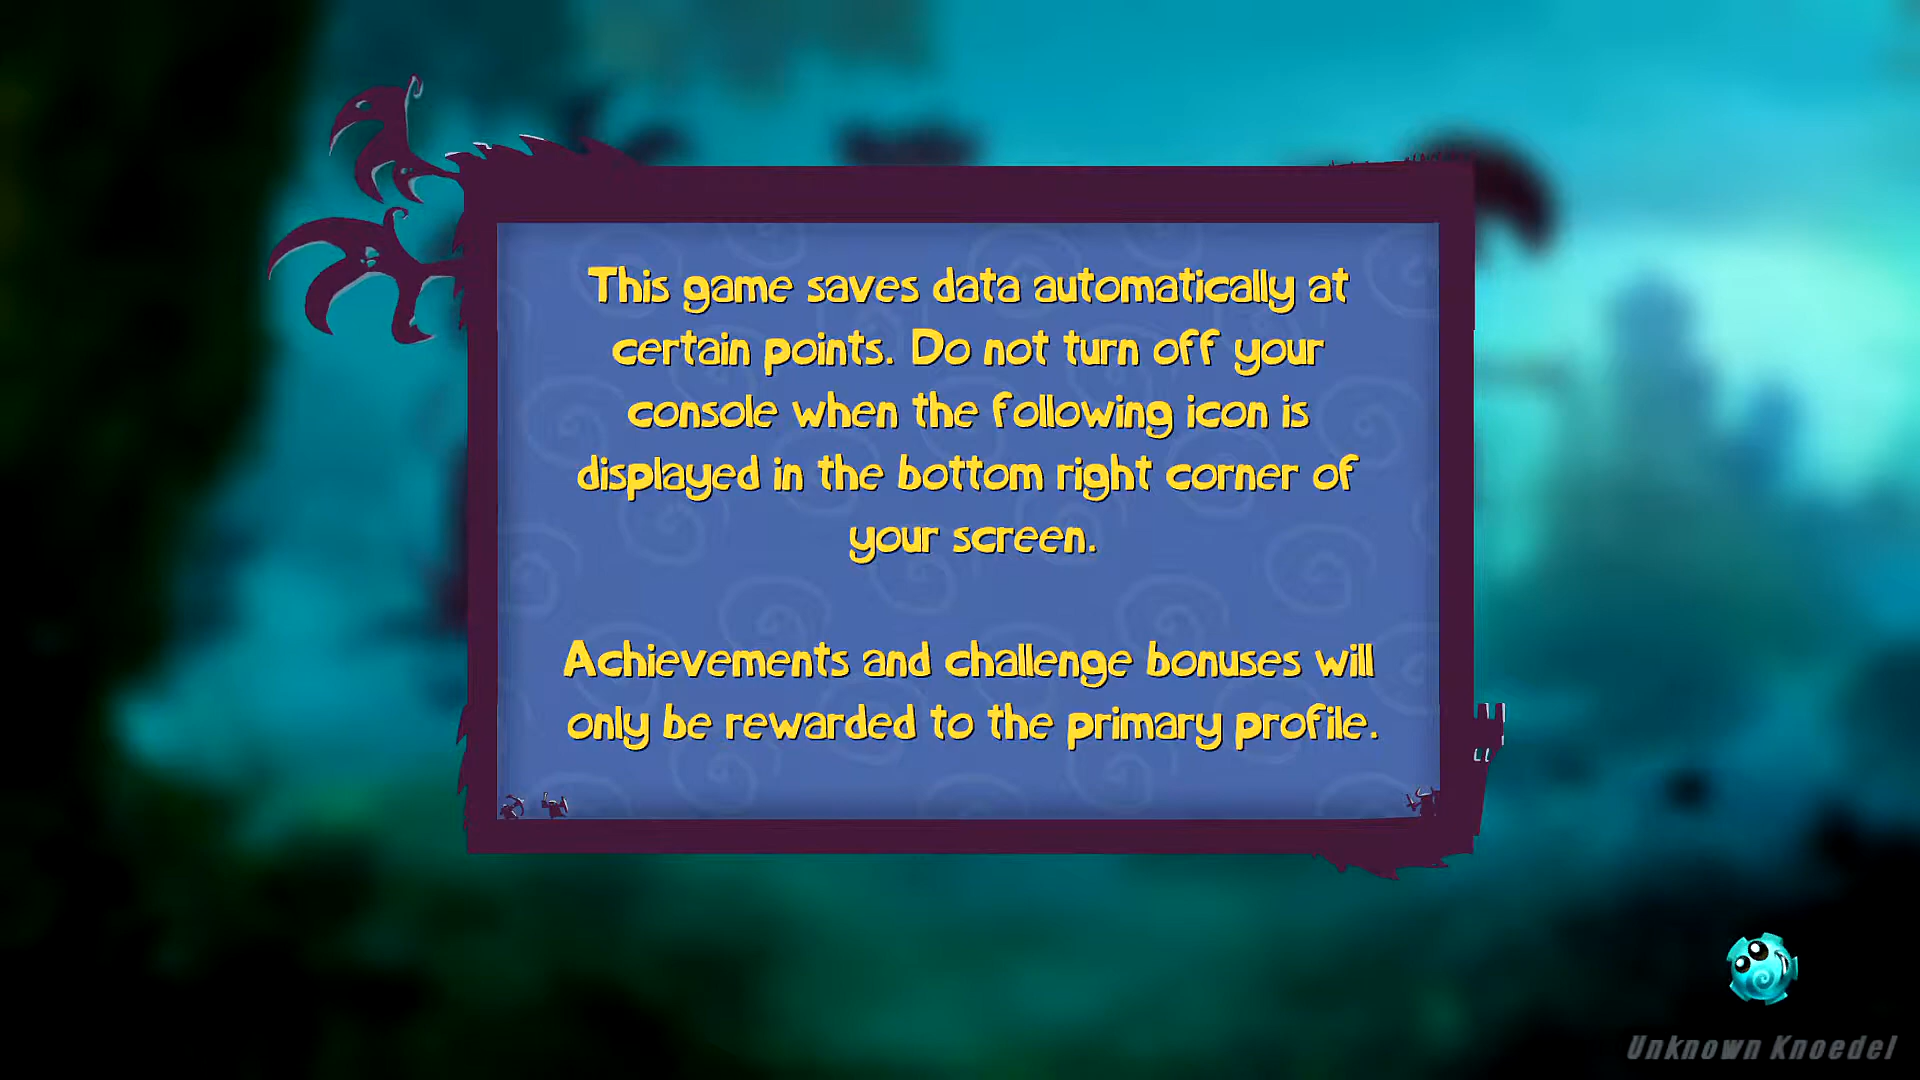 This game saves data automatically at
certain points. Do not turn off your
console when the following icon is
displayed in the bottom right corner of
your screen.
Achievements and challenge bonuses will
only be rewarded to the primary profile.
Unknown Knoedel